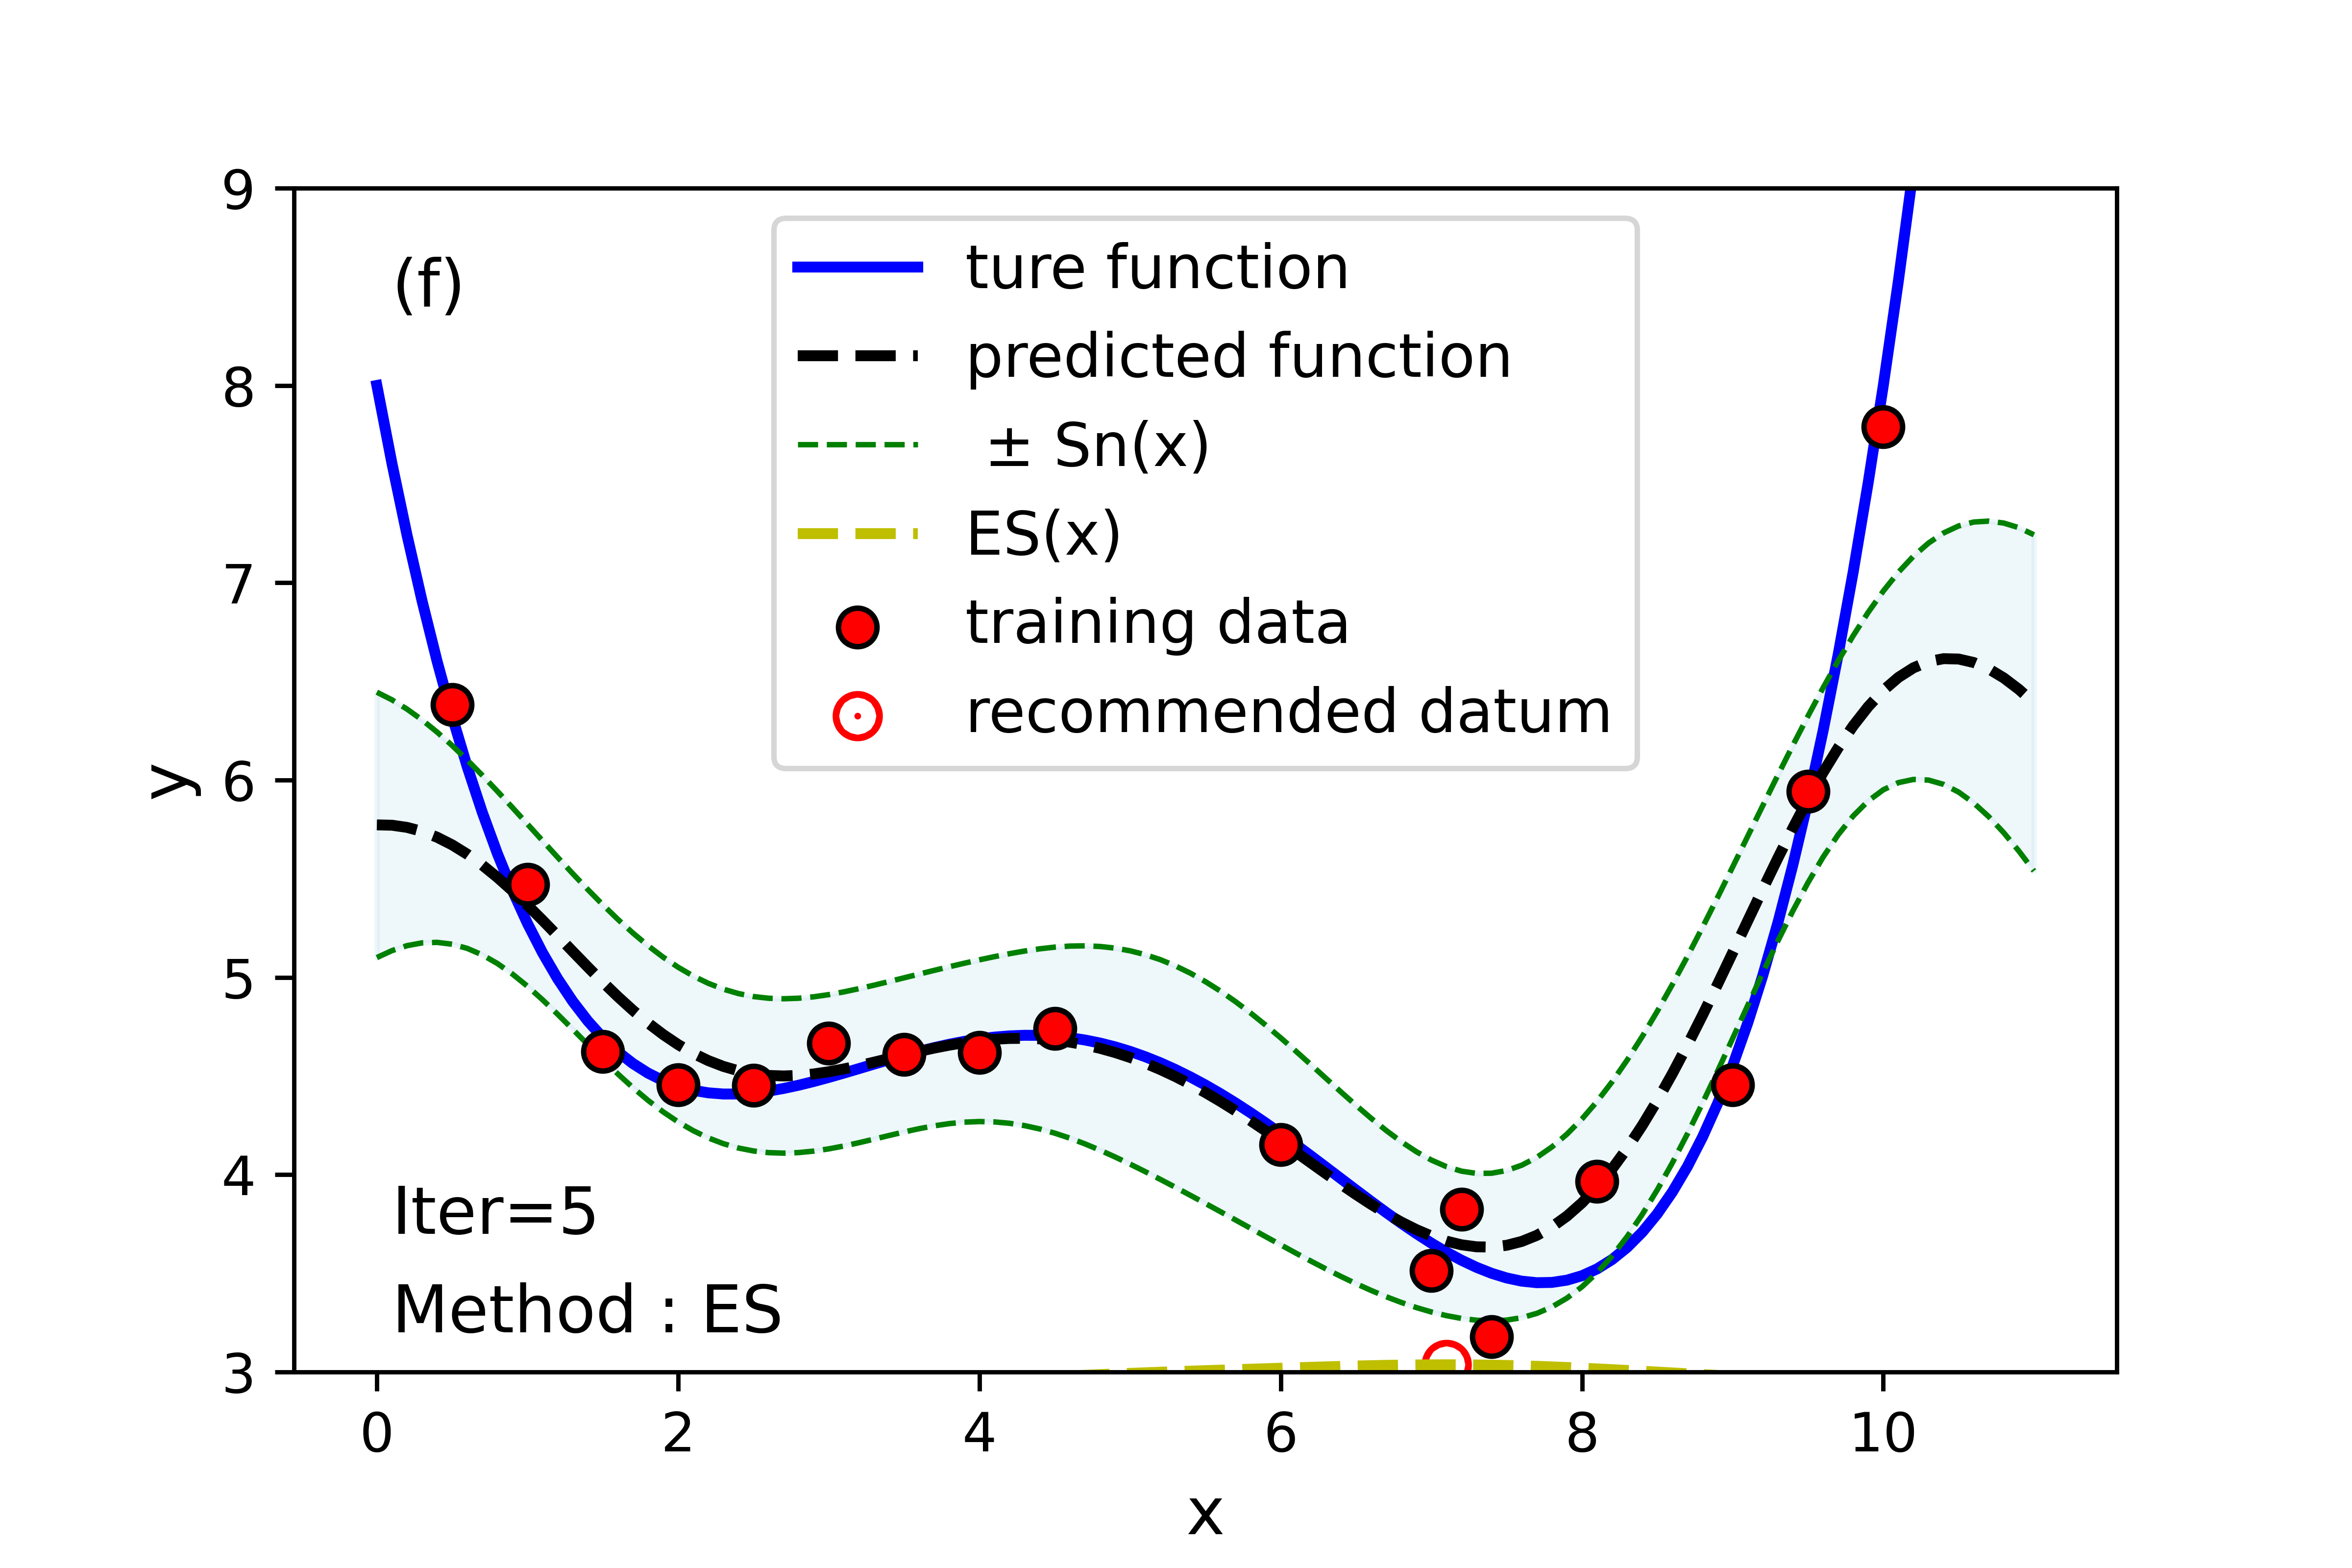 (f)
ture function
predicted function
± Sn(x)
ES(x)
training data
recommended datum
Iter=5
Method : ES
y
9
8
7
6
5
4
3
0 2 4 6 8 10
x